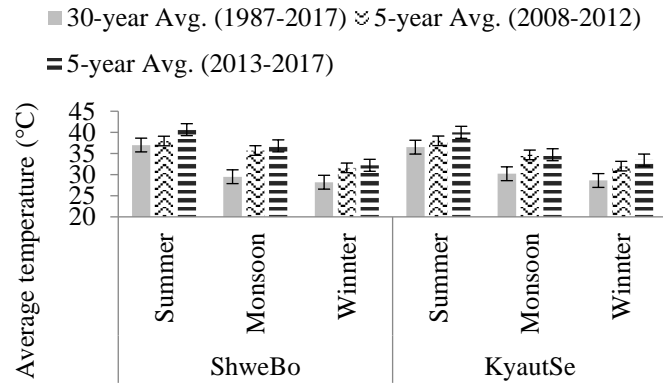 30-year Avg. (1987-2017) 5-year Avg. (2008-2012)
5-year Avg. (2013-2017)
Average temperature (°C)
45
40
35
30
25
20
Summer
Monsoon
Winnter
Summer
Monsoon
Winnter
ShweBo
KyautSe